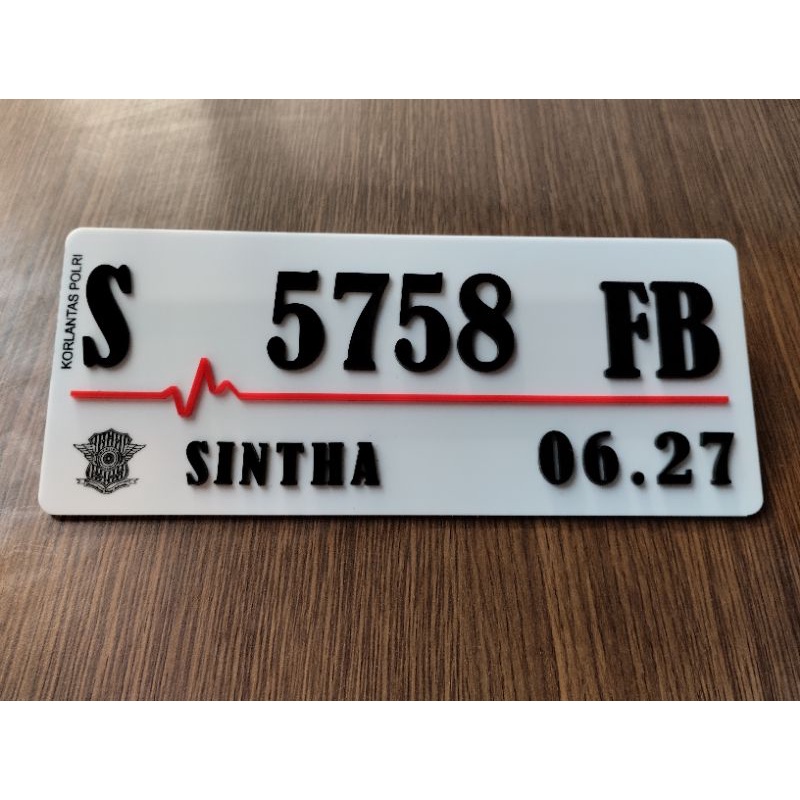 KORLANTAS POLRI
S 5758 FB
SINTHA 06.27